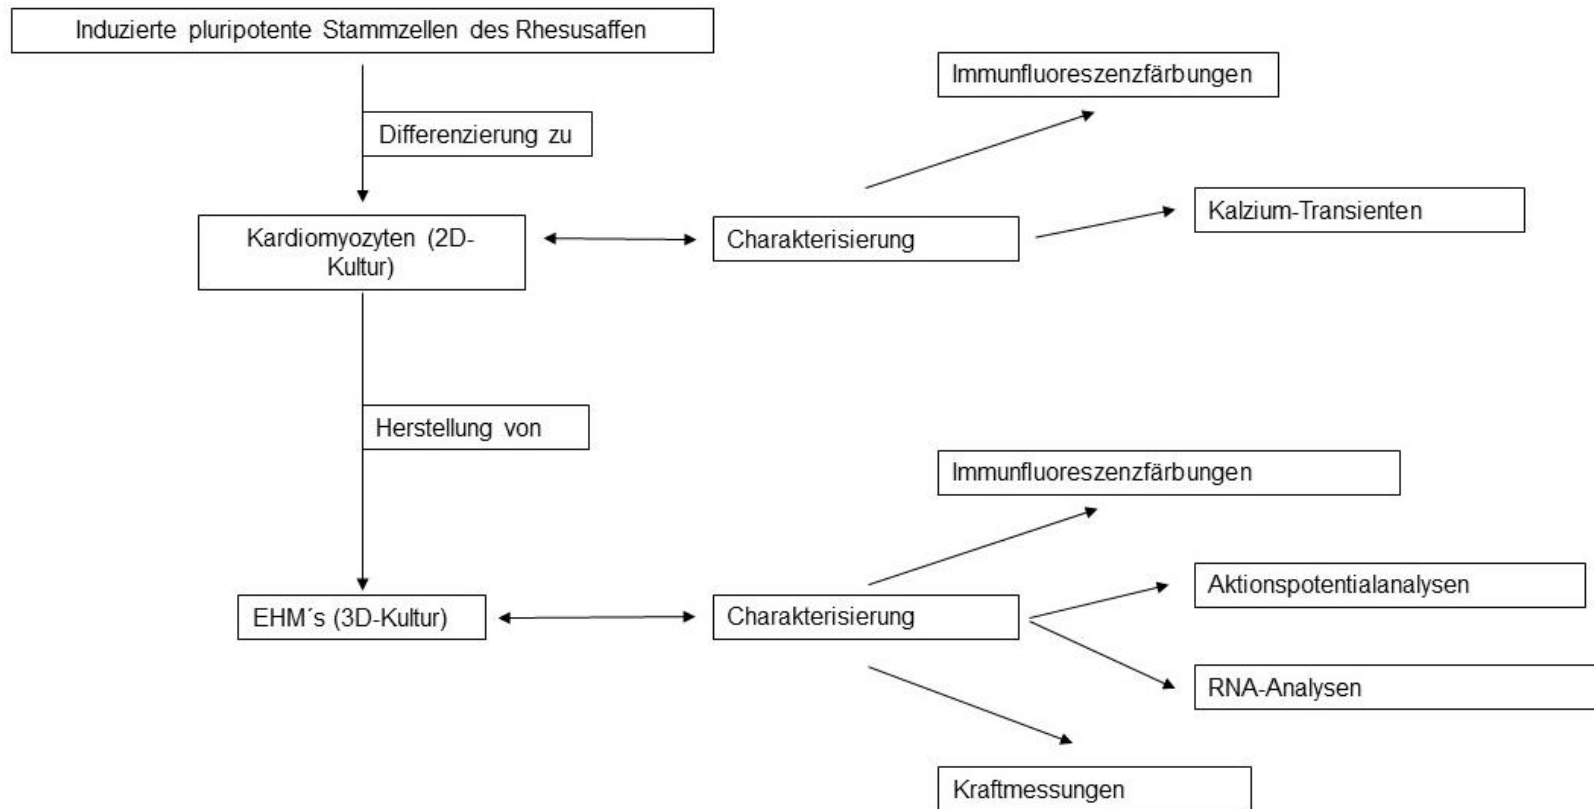 Induzierte pluripotente Stammzellen des Rhesusaffen
Immunfluoreszenzfärbungen
Differenzierung zu
Kalzium-Transienten
Kardiomyozyten (2D-
Kultur)
Charakterisierung
Herstellung von
Immunfluoreszenzfärbungen
Aktionspotentialanalysen
EHM´s (3D-Kultur)
Charakterisierung
RNA-Analysen
Kraftmessungen